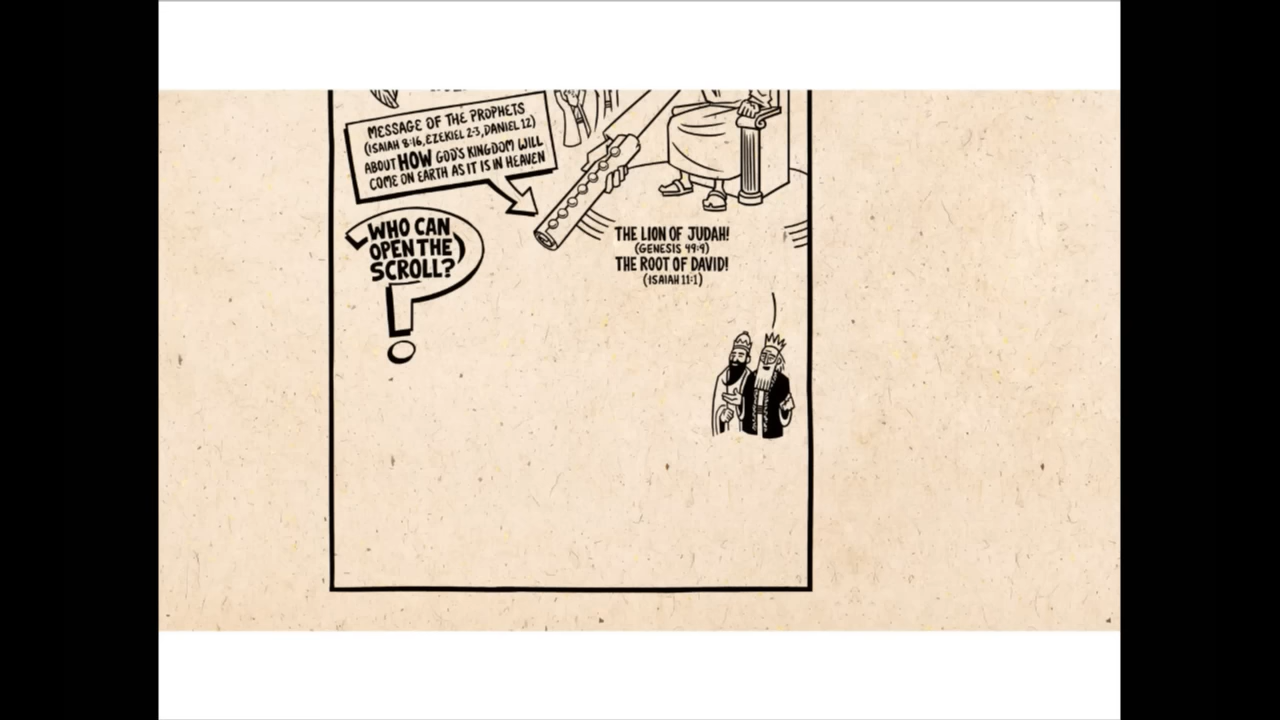 MESSAGE OF THE PROPHETS
(ISAIAH 8:16, EZEKIEL 2-3, DANIEL 12)
ABOUT HOW GOD'S KINGDOM WILL
COME ON EARTH AS IT IS IN HEAVEN
WHO CAN
OPEN THE
SCROLL?
THE LION OF JUDAH!
(GENESIS 49:9)
THE ROOT OF DAVID!
(ISAIAH 11:1)